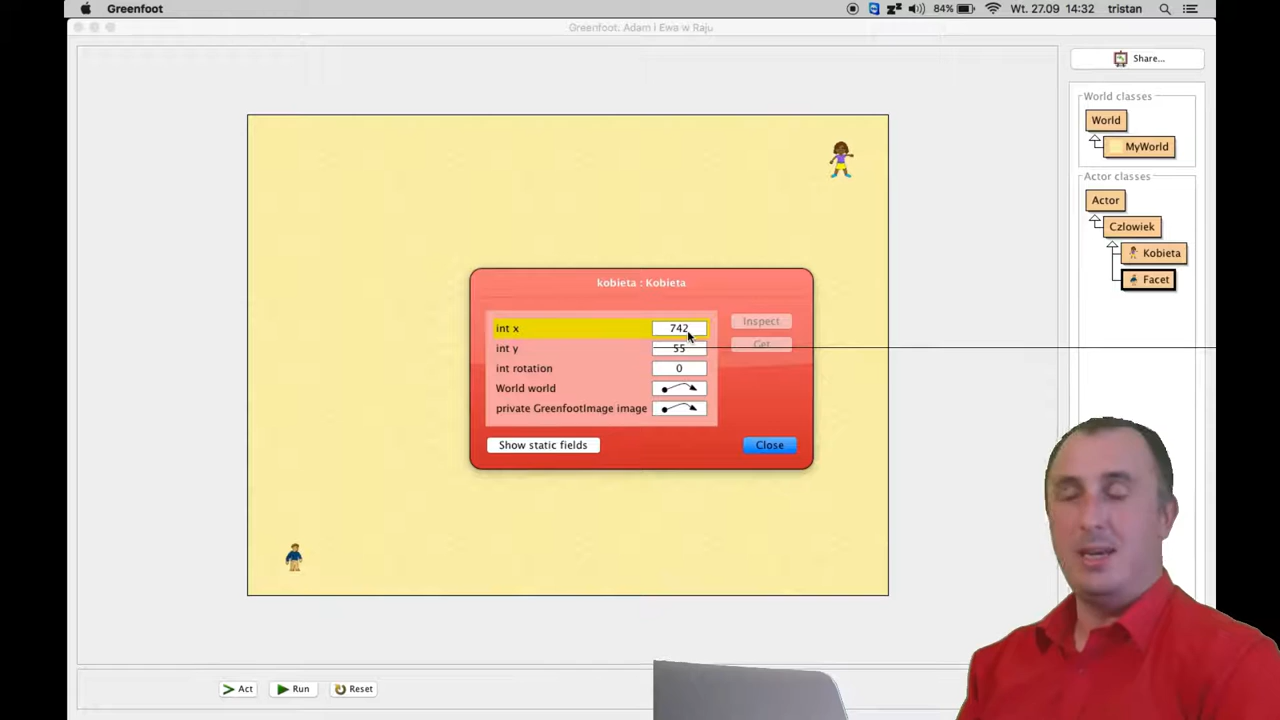 Greenfoot
84%
Wt. 27.09 14:32
tristan
Greenfoot: Adam i Ewa w Raju
Share...
World classes
World
MyWorld
Actor classes
Actor
Czlowiek
Kobieta
Facet
kobieta : Kobieta
int x
742
Inspect
int y
55
Get
int rotation
0
World world
private GreenfootImage image
Show static fields
Close
Act
Run
Reset